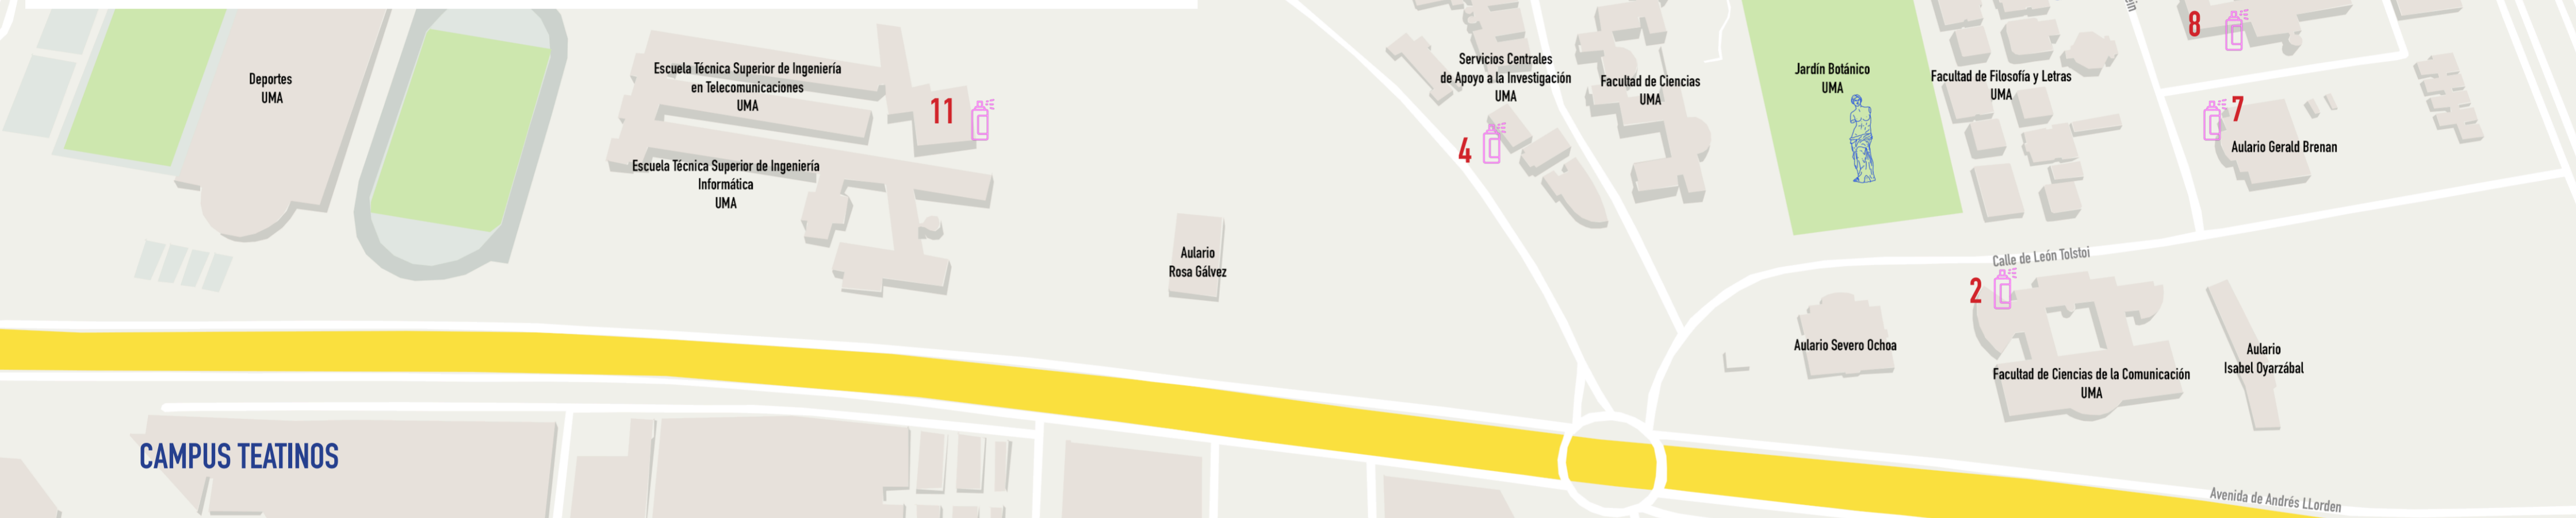 Deportes
UMA
Escuela Técnica Superior de Ingeniería
en Telecomunicaciones
UMA
11
Escuela Técnica Superior de Ingeniería
Informática
UMA
Aulario
Rosa Gálvez
Servicios Centrales
de Apoyo a la Investigación
UMA
4
Facultad de Ciencias
UMA
Jardín Botánico
UMA
Facultad de Filosofía y Letras
UMA
8
7
Aulario Gerald Brenan
Calle de León Tolstoi
2
Aulario Severo Ochoa
Facultad de Ciencias de la Comunicación
UMA
Aulario
Isabel Oyarzábal
CAMPUS TEATINOS
Avenida de Andrés LLorden